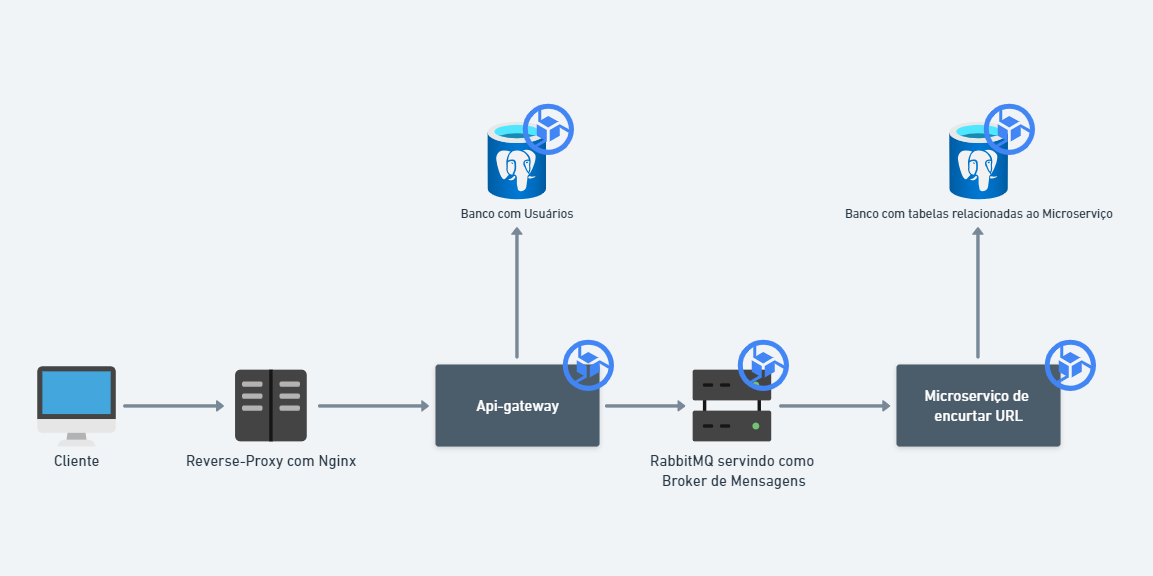 Banco com Usuários
Banco com tabelas relacionadas ao Microserviço
Cliente
Reverse-Proxy com Nginx
Api-gateway
RabbitMQ servindo como
Broker de Mensagens
Microserviço de
encurtar URL